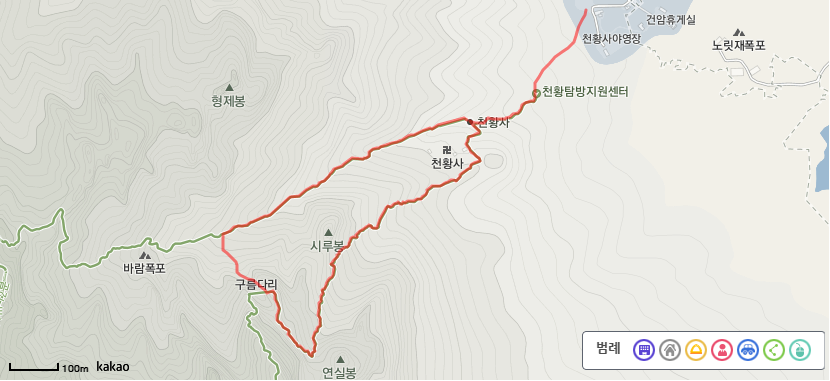 건암휴게실
천황사야영장
노릿재폭포
천황탐방지원센터
형제봉
천황사
천황사
시루봉
바람폭포
구름다리
연실봉
범례
100m kakao